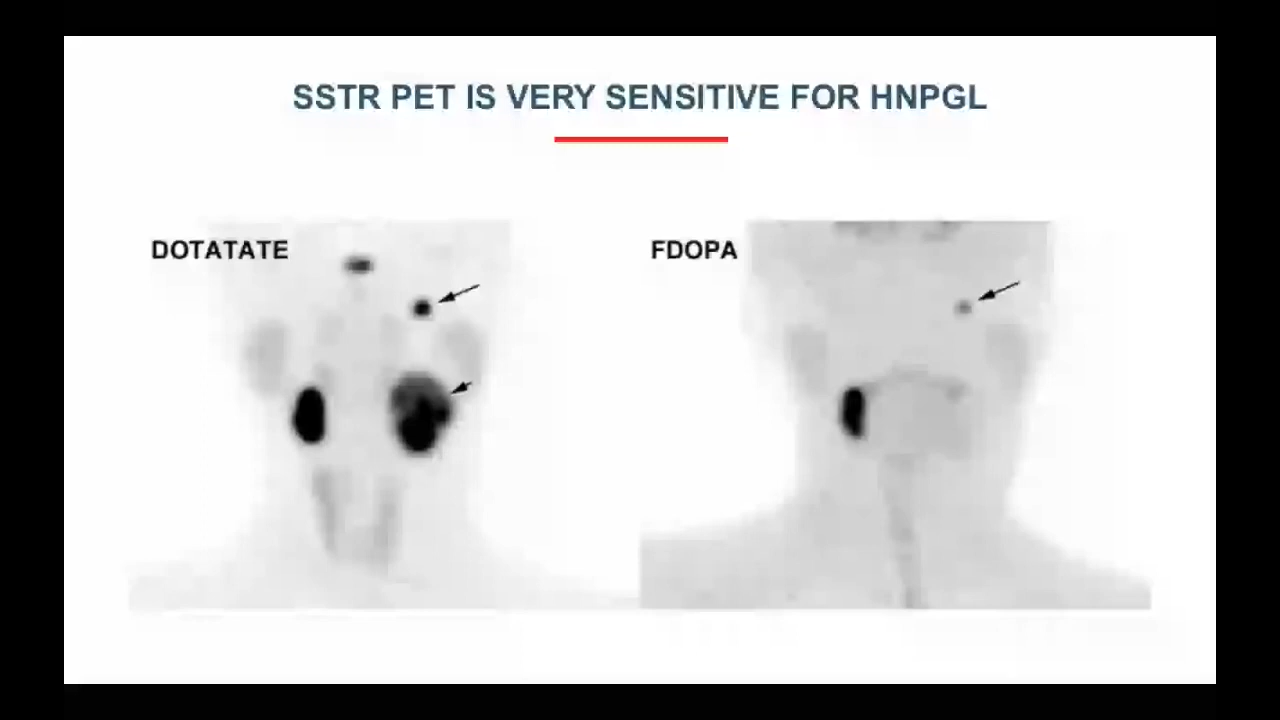 SSTR PET IS VERY SENSITIVE FOR HNPGL
DOTATATE
FDOPA